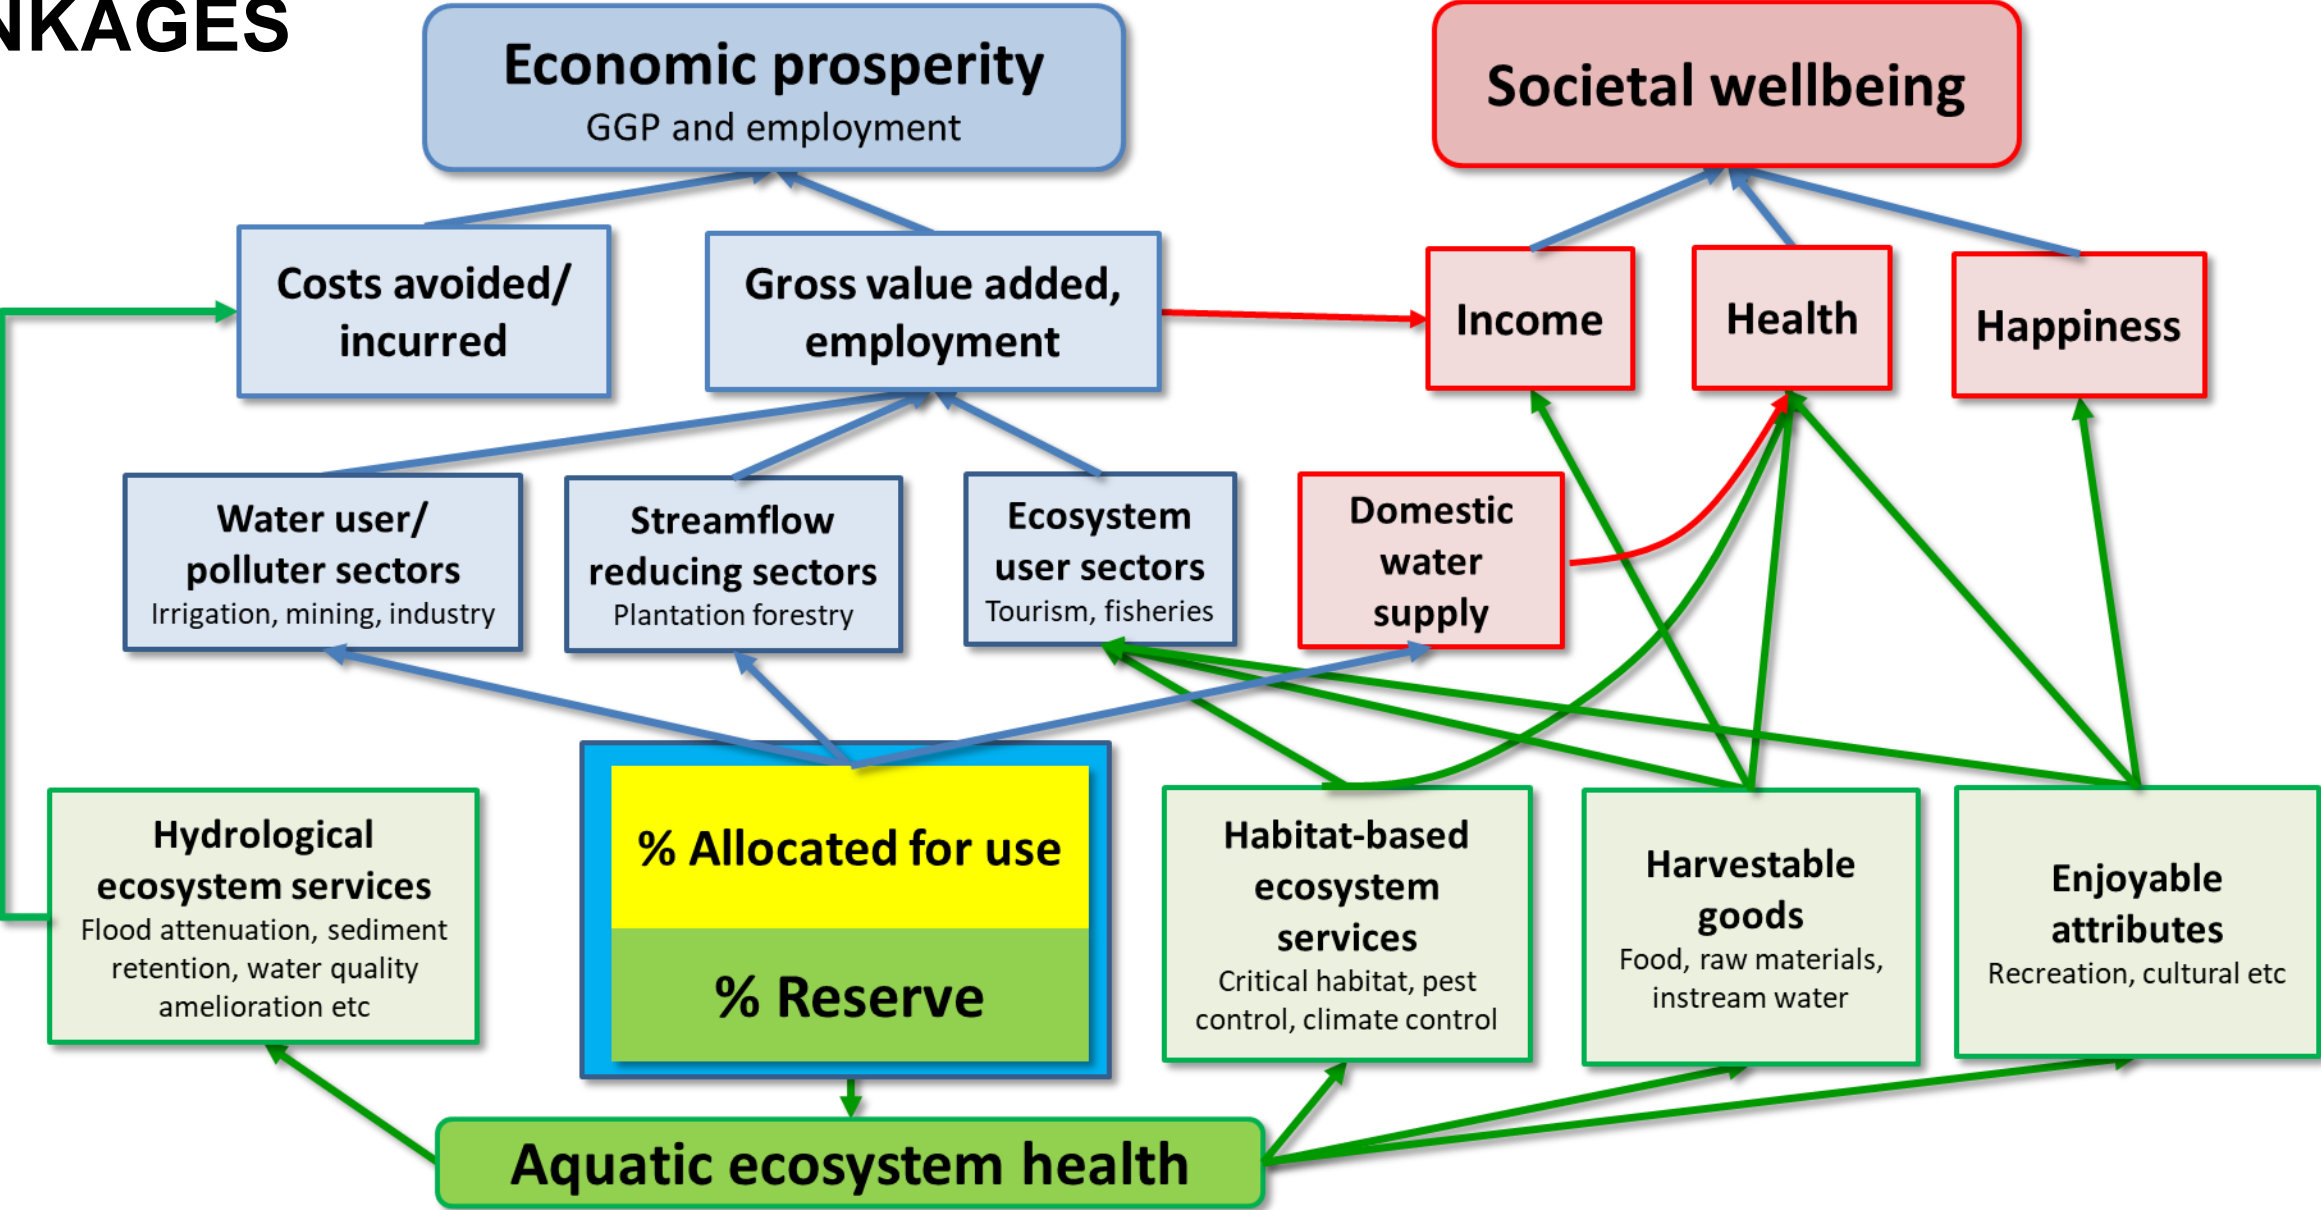 NKAGES
Economic prosperity
GGP and employment
Societal wellbeing
Costs avoided/
incurred
Gross value added,
employment
Income
Health
Happiness
Water user/
polluter sectors
Irrigation, mining, industry
Streamflow
reducing sectors
Plantation forestry
Ecosystem
user sectors
Tourism, fisheries
Domestic
water
supply
Hydrological
ecosystem services
Flood attenuation, sediment
retention, water quality
amelioration etc
% Allocated for use
% Reserve
Habitat-based
ecosystem
services
Critical habitat, pest
control, climate control
Harvestable
goods
Food, raw materials,
instream water
Enjoyable
attributes
Recreation, cultural etc
Aquatic ecosystem health